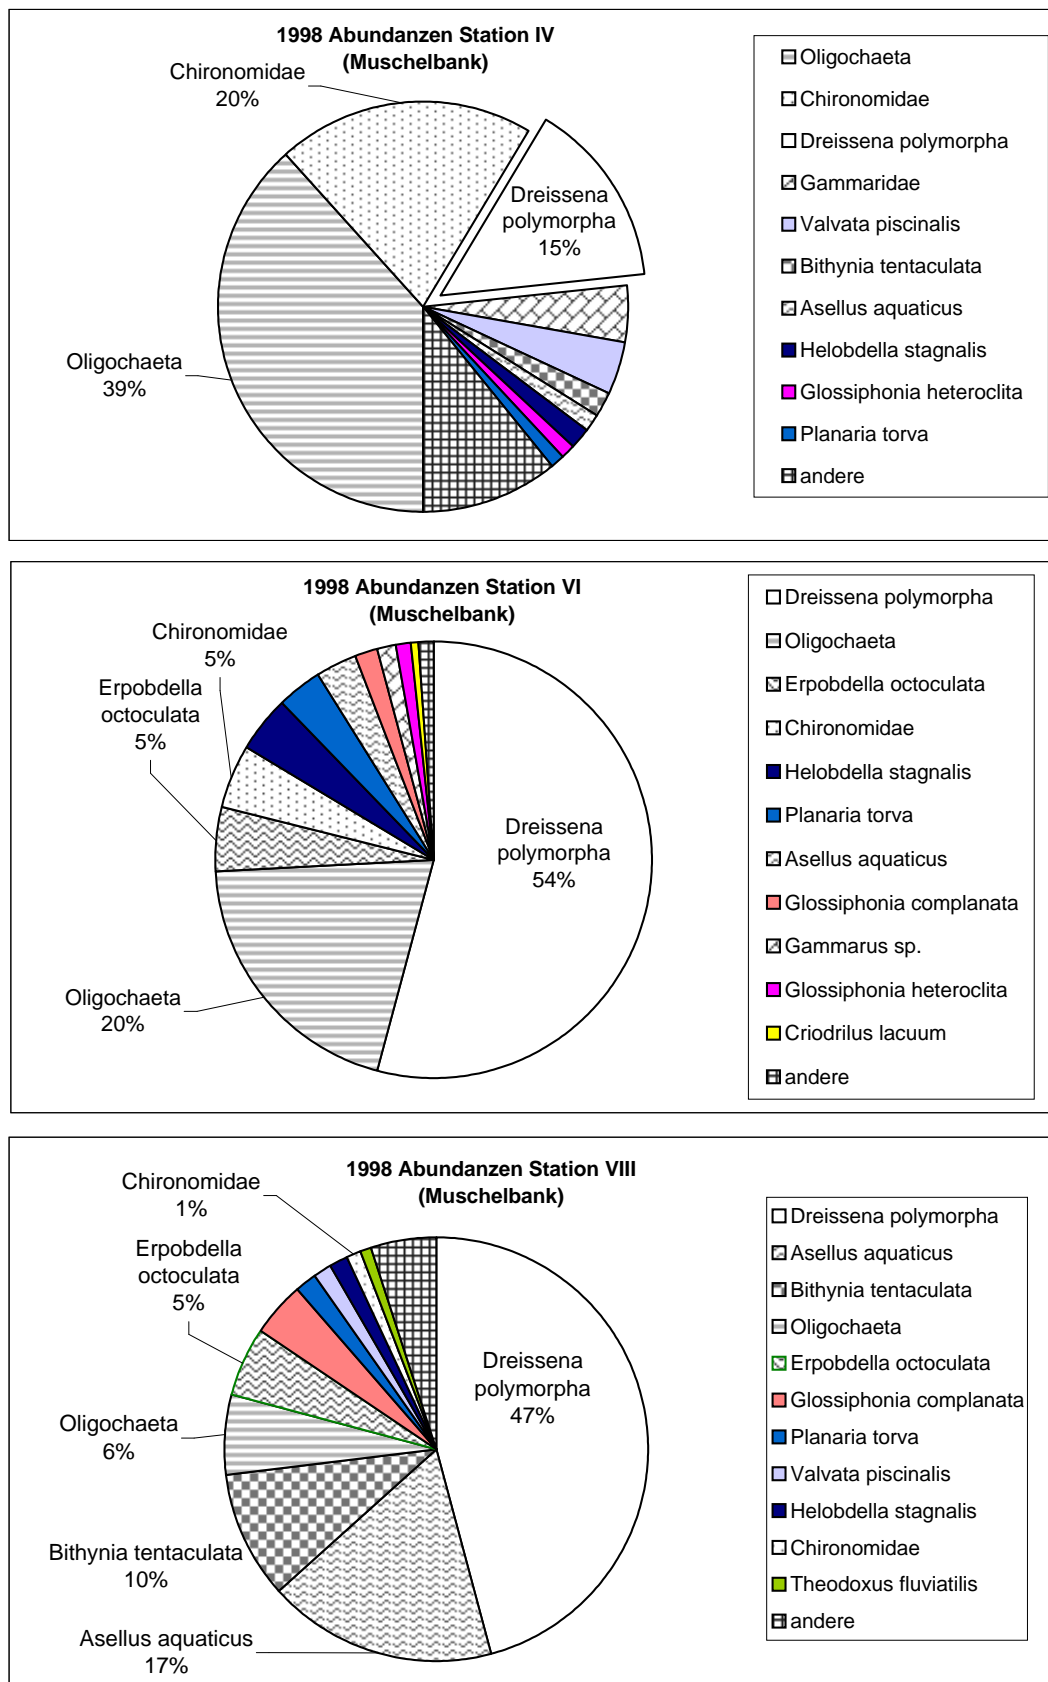 1998 Abundanzen Station IV
(Muschelbank)
Chironomidae
20%
Dreissena
polymorpha
15%
Oligochaeta
39%
Oligochaeta
Chironomidae
Dreissena polymorpha
Gammaridae
Valvata piscinalis
Bithynia tentaculata
Asellus aquaticus
Helobdella stagnalis
Glossiphonia heteroclita
Planaria torva
andere
1998 Abundanzen Station VI
(Muschelbank)
Chironomidae
5%
Erpobdella
octoculata
5%
Dreissena
polymorpha
54%
Oligochaeta
20%
Dreissena polymorpha
Oligochaeta
Erpobdella octoculata
Chironomidae
Helobdella stagnalis
Planaria torva
Asellus aquaticus
Glossiphonia complanata
Gammarus sp.
Glossiphonia heteroclita
Criodrilus lacuum
andere
1998 Abundanzen Station VIII
(Muschelbank)
Chironomidae
1%
Erpobdella
octoculata
5%
Dreissena
polymorpha
47%
Oligochaeta
6%
Bithynia tentaculata
10%
Asellus aquaticus
17%
Dreissena polymorpha
Asellus aquaticus
Bithynia tentaculata
Oligochaeta
Erpobdella octoculata
Glossiphonia complanata
Planaria torva
Valvata piscinalis
Helobdella stagnalis
Chironomidae
Theodoxus fluviatilis
andere